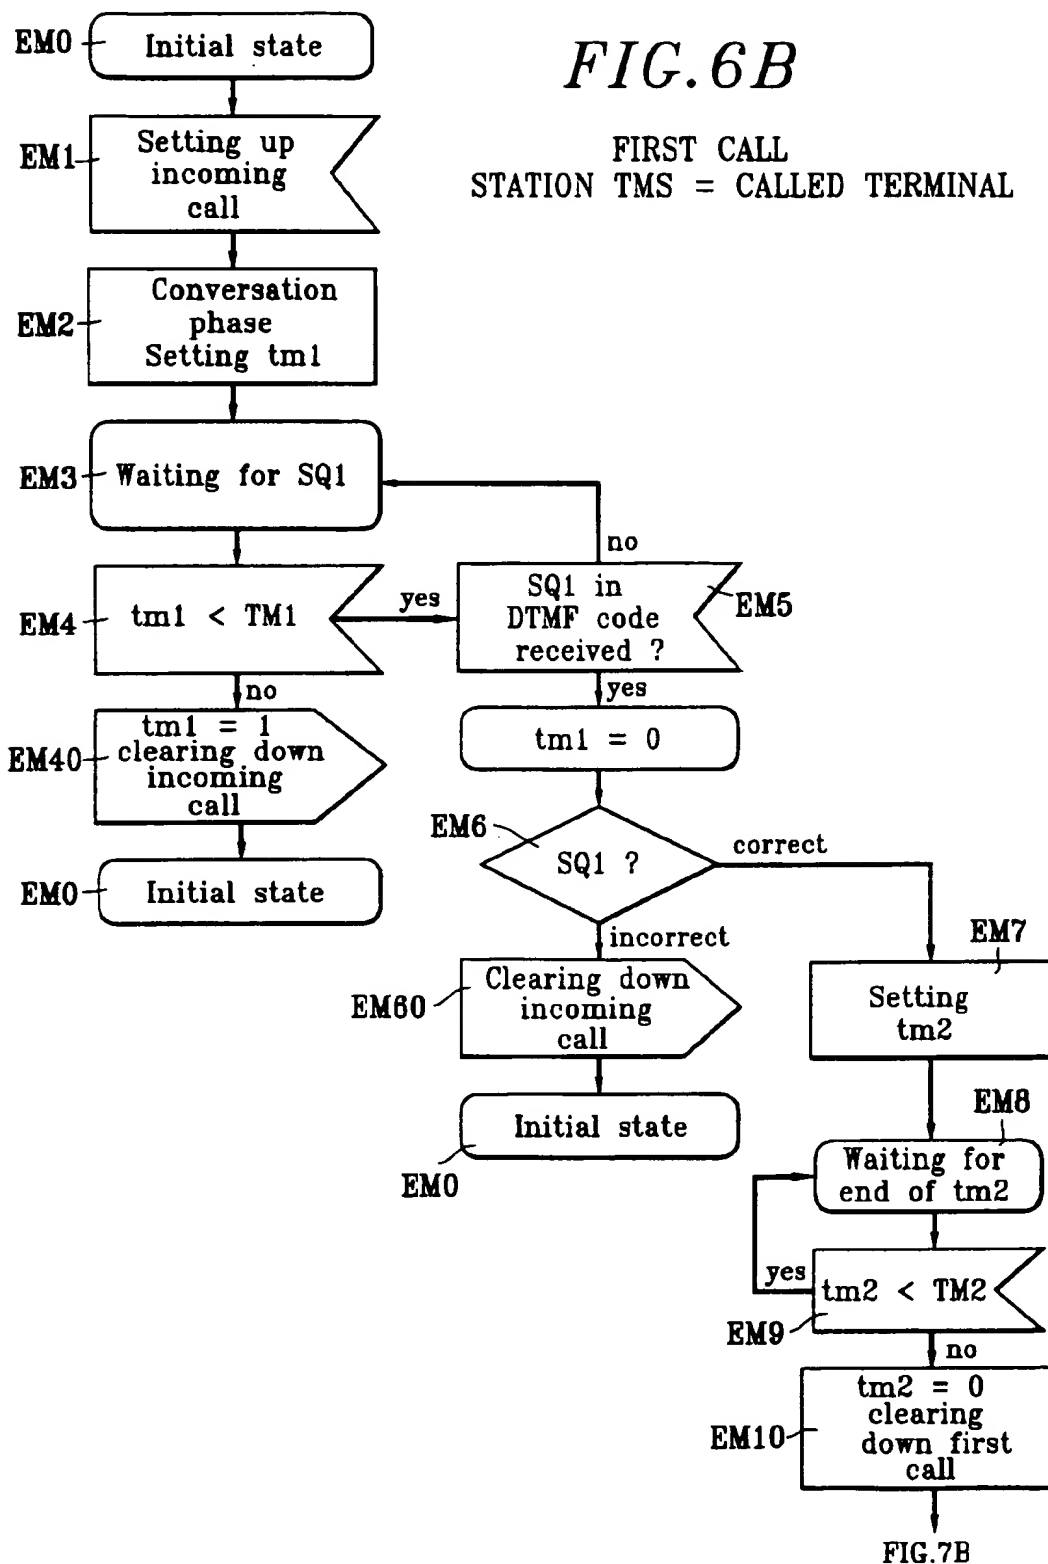 EM0
Initial state
FIG.6B
FIRST CALL
STATION TMS = CALLED TERMINAL
EM1
Setting up
incoming
call
EM2
Conversation
phase
Setting tm1
EM3
Waiting for SQ1
EM4
tm1 < TM1
yes
no
SQ1 in
DTMF code
received ?
EM5
no
yes
EM40
tm1 = 1
clearing down
incoming
call
EM0
Initial state
tm1 = 0
EM6
SQ1 ?
correct
incorrect
EM60
Clearing down
incoming
call
Initial state
EM0
EM7
Setting
tm2
EM8
Waiting for
end of tm2
yes
tm2 < TM2
EM9
no
EM10
tm2 = 0
clearing
down first
call
FIG.7B